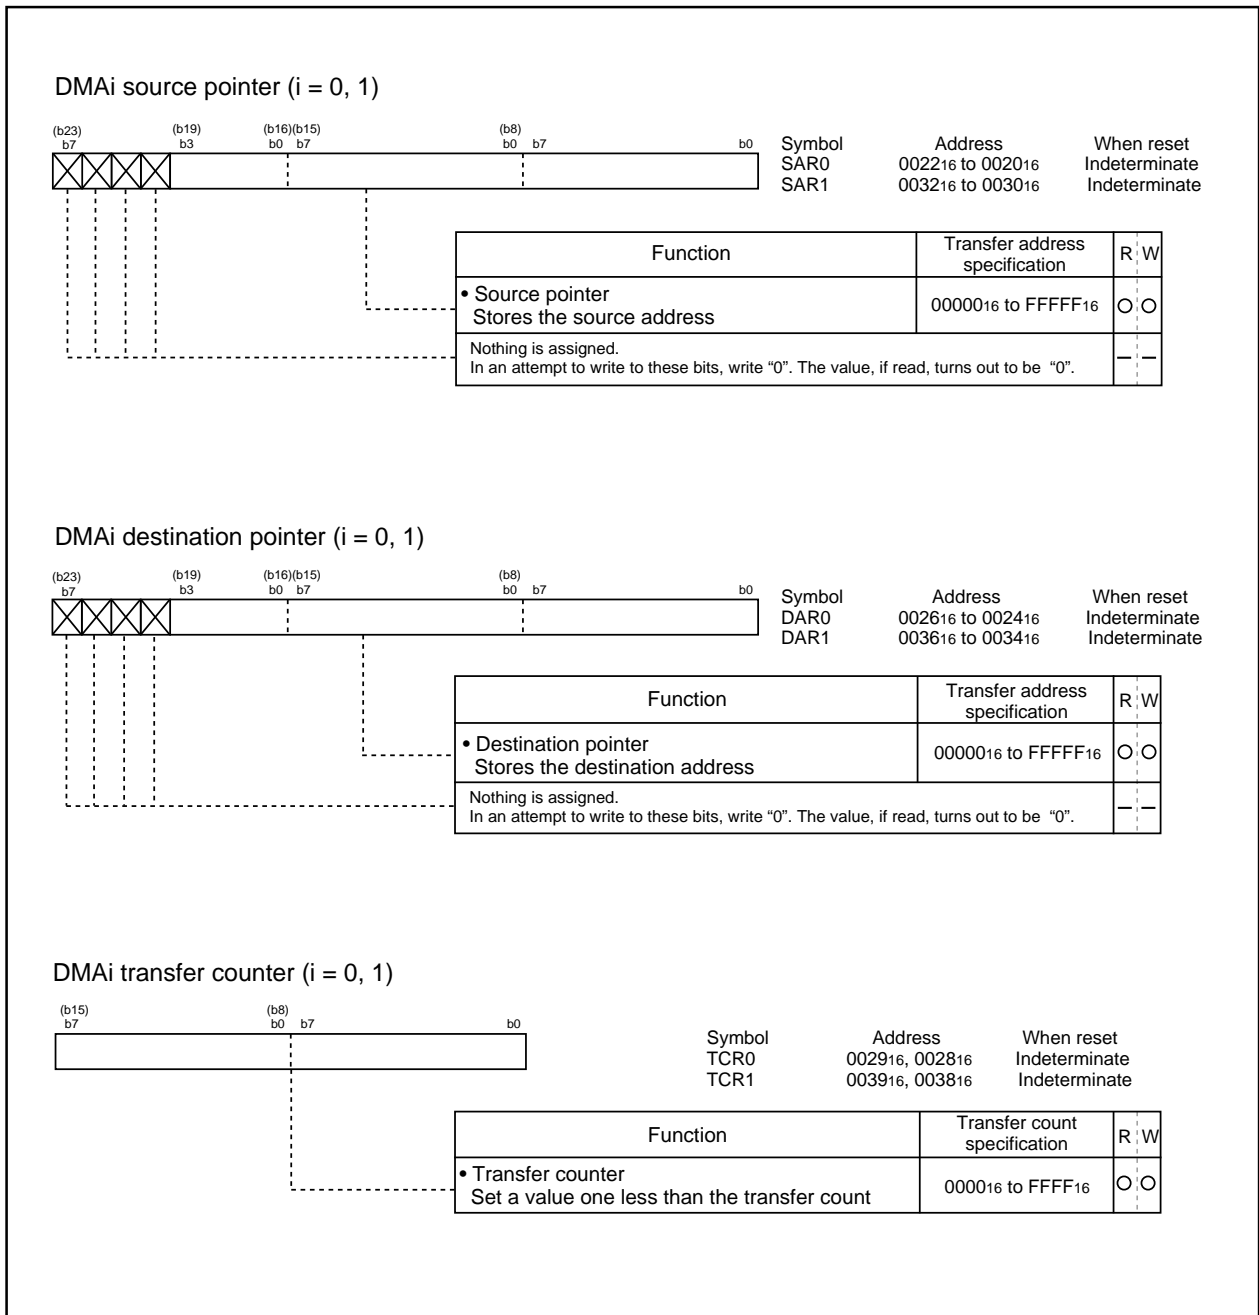 DMAi source pointer (i = 0, 1)
(b23) (b19) (b16)(b15) (b8)
b7 b3 b0 b7 b0 b7 b0
Symbol Address When reset
SAR0 002216 to 002016 Indeterminate
SAR1 003216 to 003016 Indeterminate
Function Transfer address specification R W
• Source pointer
Stores the source address 0000016 to FFFFF16
Nothing is assigned.
In an attempt to write to these bits, write “0”. The value, if read, turns out to be “0”.
DMAi destination pointer (i = 0, 1)
(b23) (b19) (b16)(b15) (b8)
b7 b3 b0 b7 b0 b7 b0
Symbol Address When reset
DAR0 002616 to 002416 Indeterminate
DAR1 003616 to 003416 Indeterminate
Function Transfer address specification R W
• Destination pointer
Stores the destination address 0000016 to FFFFF16
Nothing is assigned.
In an attempt to write to these bits, write “0”. The value, if read, turns out to be “0”.
DMAi transfer counter (i = 0, 1)
(b15) (b8)
b7 b0 b7 b0
Symbol Address When reset
TCR0 002916, 002816 Indeterminate
TCR1 003916, 003816 Indeterminate
Function Transfer count specification R W
• Transfer counter
Set a value one less than the transfer count 000016 to FFFF16